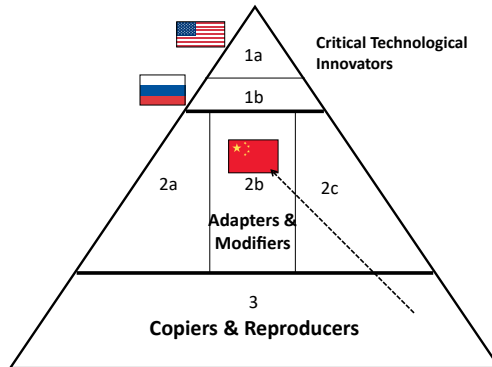 1a
Critical Technological
Innovators
1b
2a
2b
2c
Adapters &
Modifiers
3
Copiers & Reproducers